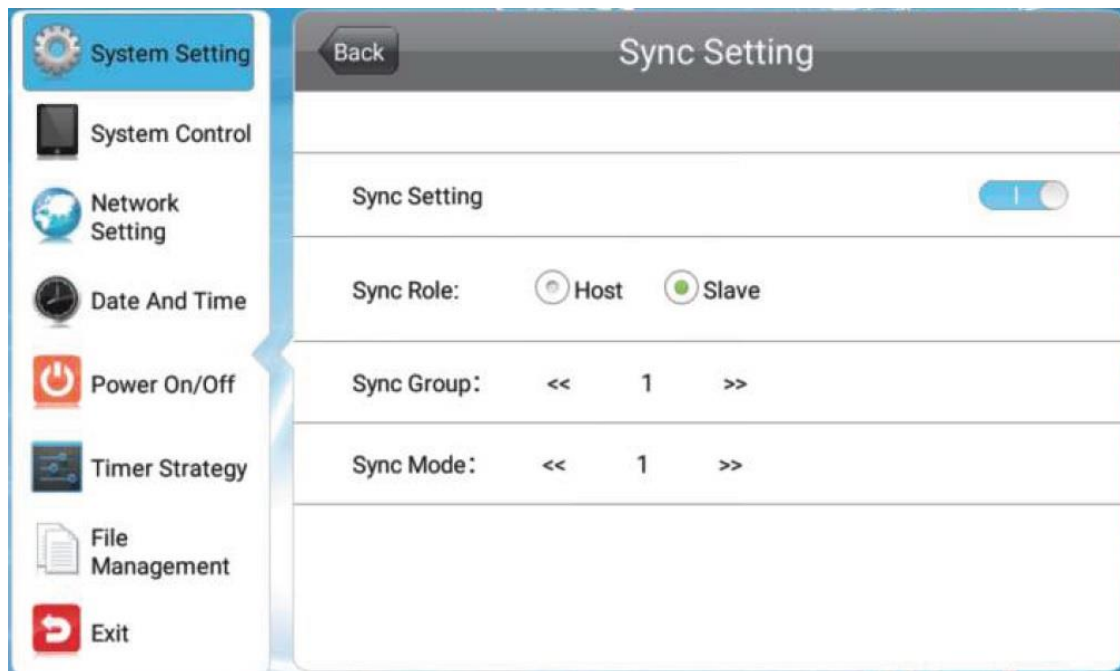 System Setting
System Control
Network
Setting
Date And Time
Power On/Off
Timer Strategy
File
Management
Exit
Back
Sync Setting
Sync Setting
Sync Role: Host Slave
Sync Group: << 1 >>
Sync Mode: << 1 >>